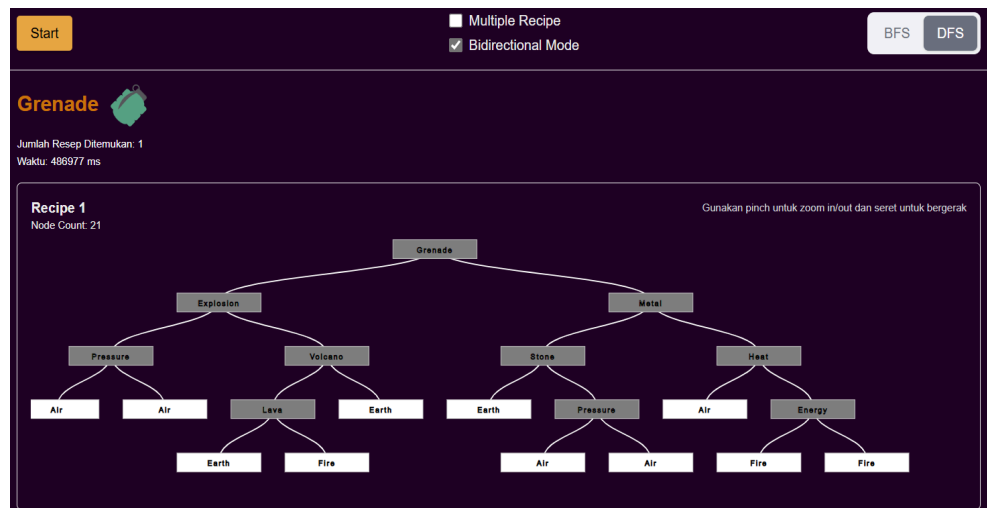 Start
Multiple Recipe
Bidirectional Mode
BFS DFS
Grenade
Jumlah Resep Ditemukan: 1
Waktu: 486977 ms
Recipe 1
Node Count: 21
Gunakan pinch untuk zoom in/out dan seret untuk bergerak
Grenade
Explosion Metal
Pressure Volcano Stone Heat
Air Air Lava Earth Earth Pressure Air Energy
Earth Fire Air Air Fire Fire